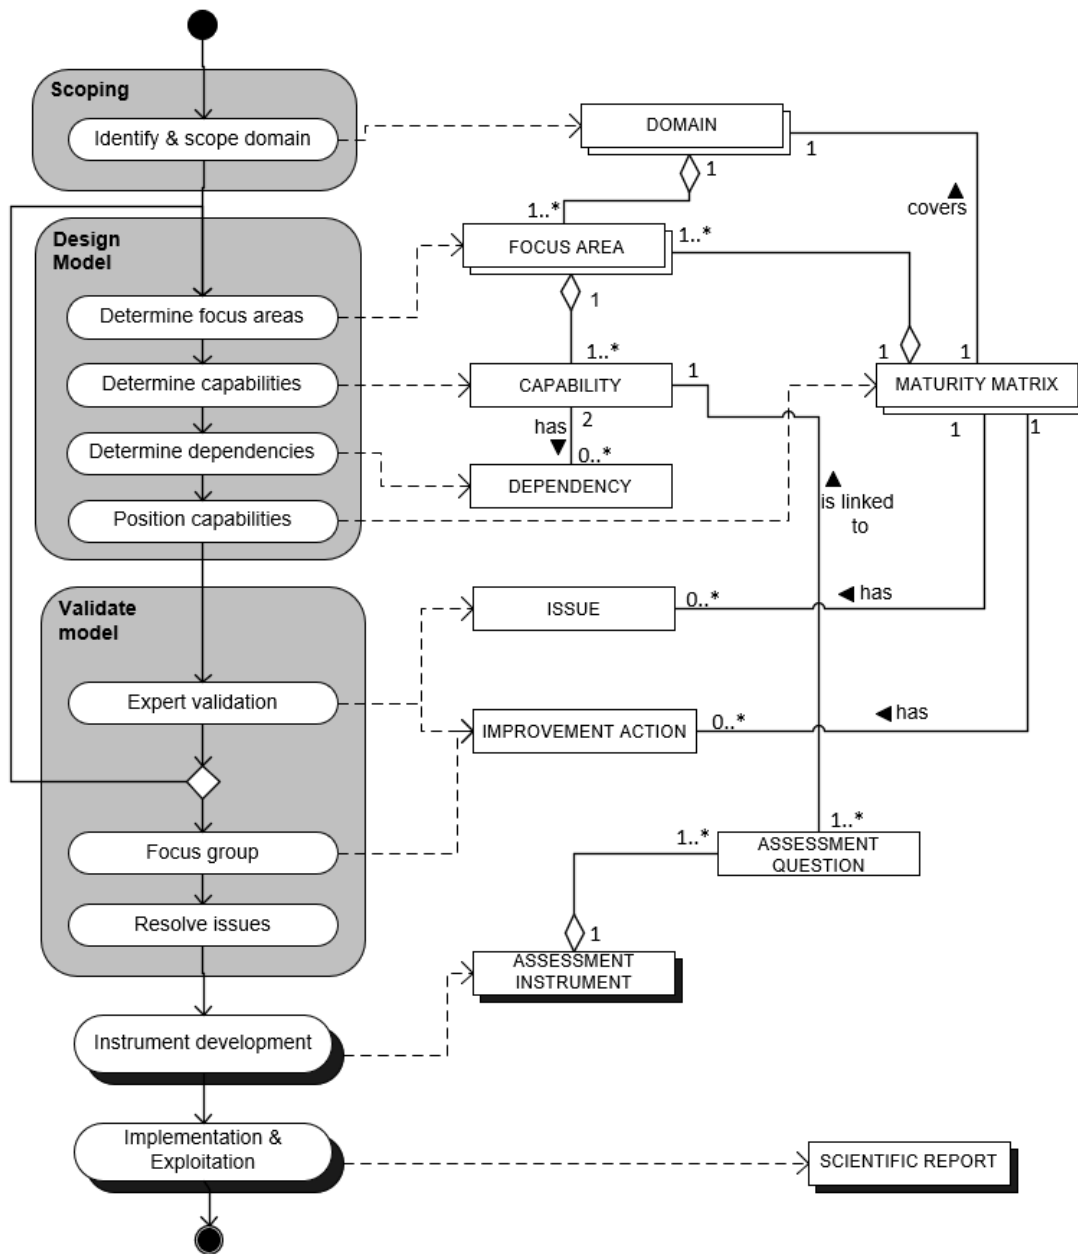 Scoping
Identify & scope domain
DOMAIN
1
1
1..*
covers
Design
Model
FOCUS AREA
1..*
1
Determine focus areas
1..*
1
1
1
Determine capabilities
CAPABILITY
MATURITY MATRIX
has
2
1
1
Determine dependencies
0..*
DEPENDENCY
is linked
to
Position capabilities
Validate
model
ISSUE
0..*
has
Expert validation
IMPROVEMENT ACTION
0..*
has
1..*
1..*
Focus group
ASSESSMENT
QUESTION
Resolve issues
1
ASSESSMENT
INSTRUMENT
Instrument development
Implementation &
Exploitation
SCIENTIFIC REPORT